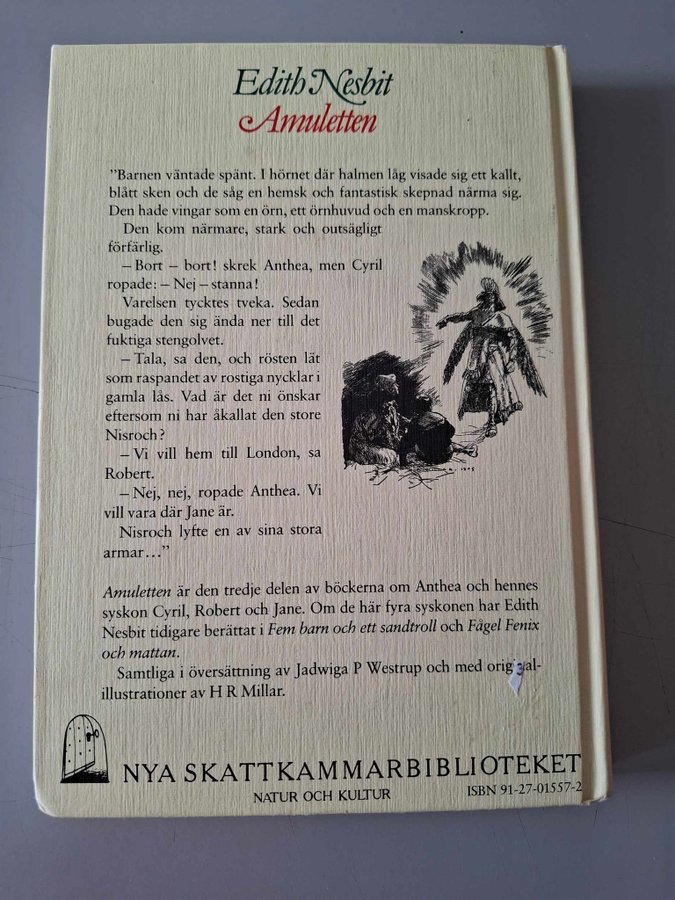 Edith Nesbit
Amuletten
”Barnen väntade spänt. I hörnet där halmen låg visade sig ett kallt,
blått sken och de såg en hemsk och fantastisk skepnad närma sig.
Den hade vingar som en örn, ett örnhuvud och en manskropp.
Den kom närmare, stark och outsägligt
förfärlig.
– Bort – bort! skrek Anthea, men Cyril
ropade: – Nej – stanna!
Varelsen tycktes tveka. Sedan
bugade den sig ända ner till det
fuktiga stengolvet.
– Tala, sa den, och rösten lät
som raspandet av rostiga nycklar i
gamla lås. Vad är det ni önskar
eftersom ni har åkallat den store
Nisroch?
– Vi vill hem till London, sa
Robert.
– Nej, nej, ropade Anthea. Vi
vill vara där Jane är.
Nisroch lyfte en av sina stora
armar...”
Amuletten är den tredje delen av böckerna om Anthea och hennes
syskon Cyril, Robert och Jane. Om de här fyra syskonen har Edith
Nesbit tidigare berättat i Fem barn och ett sandtroll och Fågel Fenix
och mattan.
Samtliga i översättning av Jadwiga P Westrup och med original-
illustrationer av H R Millar.
NYA SKATTKAMMARBIBLIOTEKET
NATUR OCH KULTUR
ISBN 91-27-01557-2